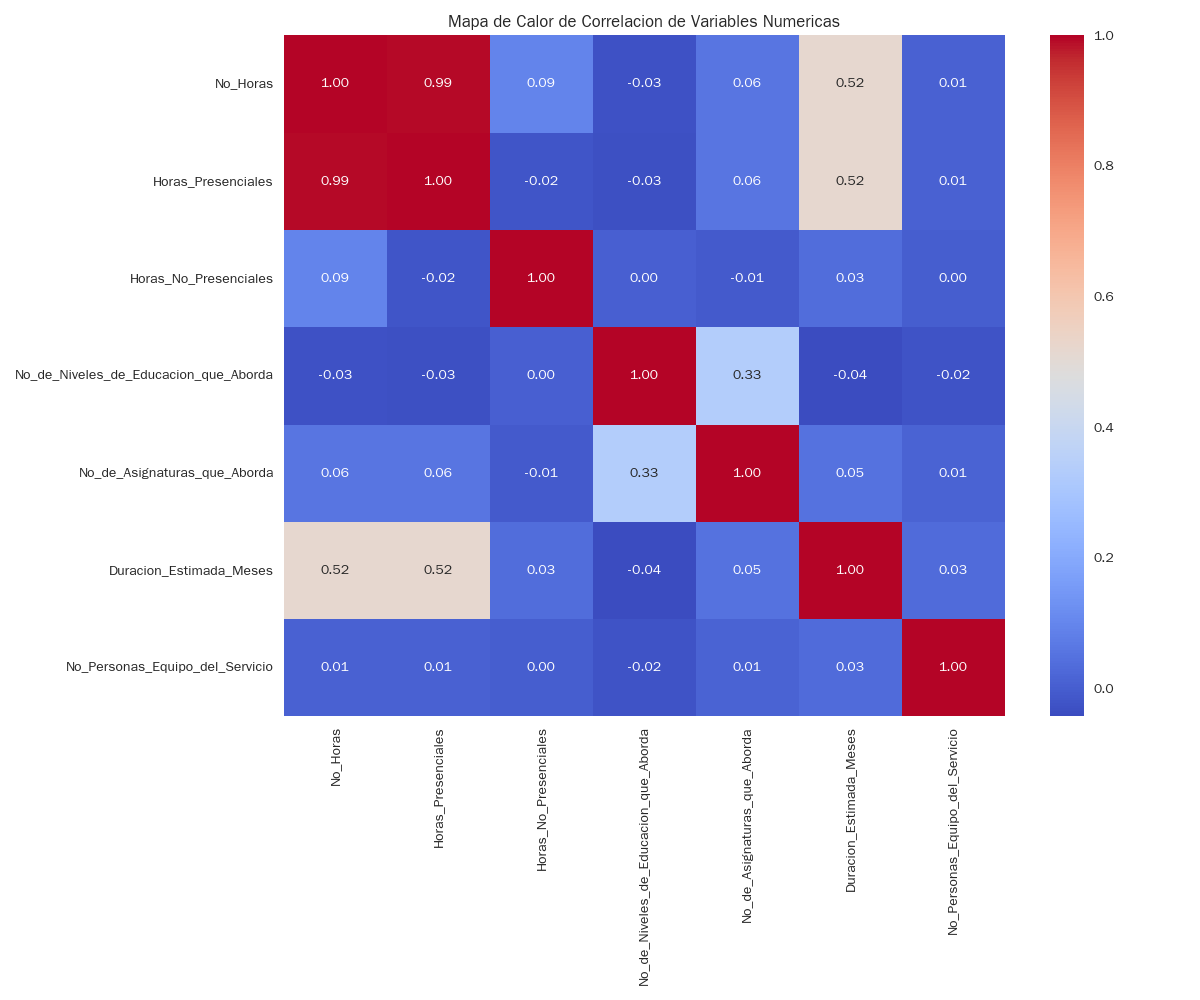 Mapa de Calor de Correlacion de Variables Numericas
No_Horas 1.00 0.99 0.09 -0.03 0.06 0.52 0.01
Horas_Presenciales 0.99 1.00 -0.02 -0.03 0.06 0.52 0.01
Horas_No_Presenciales 0.09 -0.02 1.00 0.00 -0.01 0.03 0.00
No_de_Niveles_de_Educacion_que_Aborda -0.03 -0.03 0.00 1.00 0.33 -0.04 -0.02
No_de_Asignaturas_que_Aborda 0.06 0.06 -0.01 0.33 1.00 0.05 0.01
Duracion_Estimada_Meses 0.52 0.52 0.03 -0.04 0.05 1.00 0.03
No_Personas_Equipo_del_Servicio 0.01 0.01 0.00 -0.02 0.01 0.03 1.00
No_Horas
Horas_Presenciales
Horas_No_Presenciales
No_de_Niveles_de_Educacion_que_Aborda
No_de_Asignaturas_que_Aborda
Duracion_Estimada_Meses
No_Personas_Equipo_del_Servicio
1.0
0.8
0.6
0.4
0.2
0.0